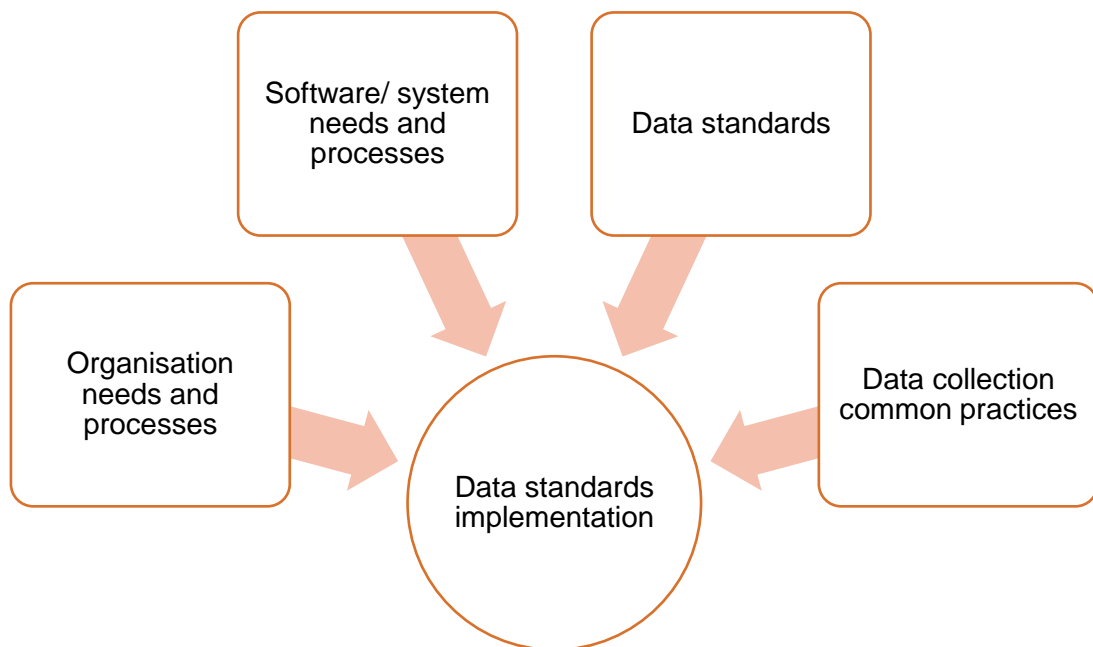 Software/ system
needs and
processes
Data standards
Organisation
needs and
processes
Data collection
common practices
Data standards
implementation